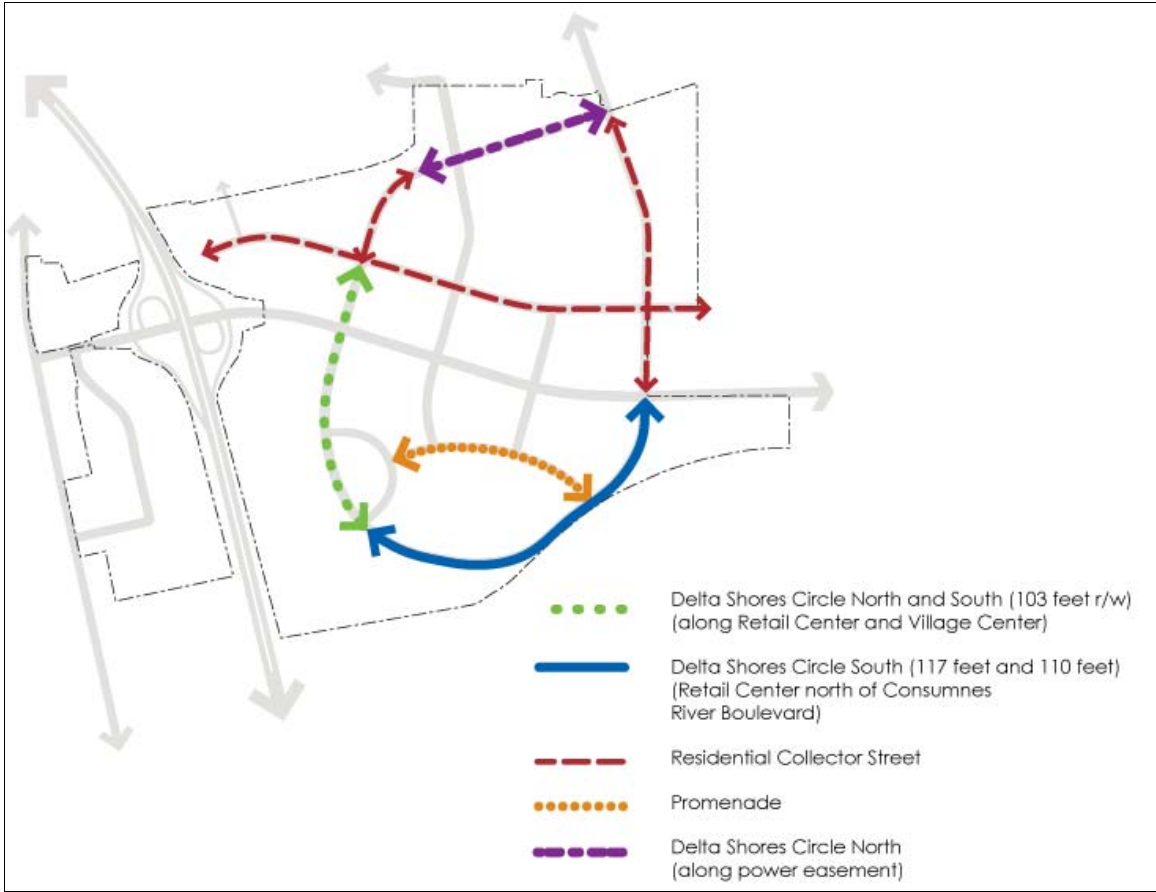 Delta Shores Circle North and South (103 feet r/w)
(along Retail Center and Village Center)
Delta Shores Circle South (117 feet and 110 feet)
(Retail Center north of Consumnes
River Boulevard)
Residential Collector Street
Promenade
Delta Shores Circle North
(along power easement)